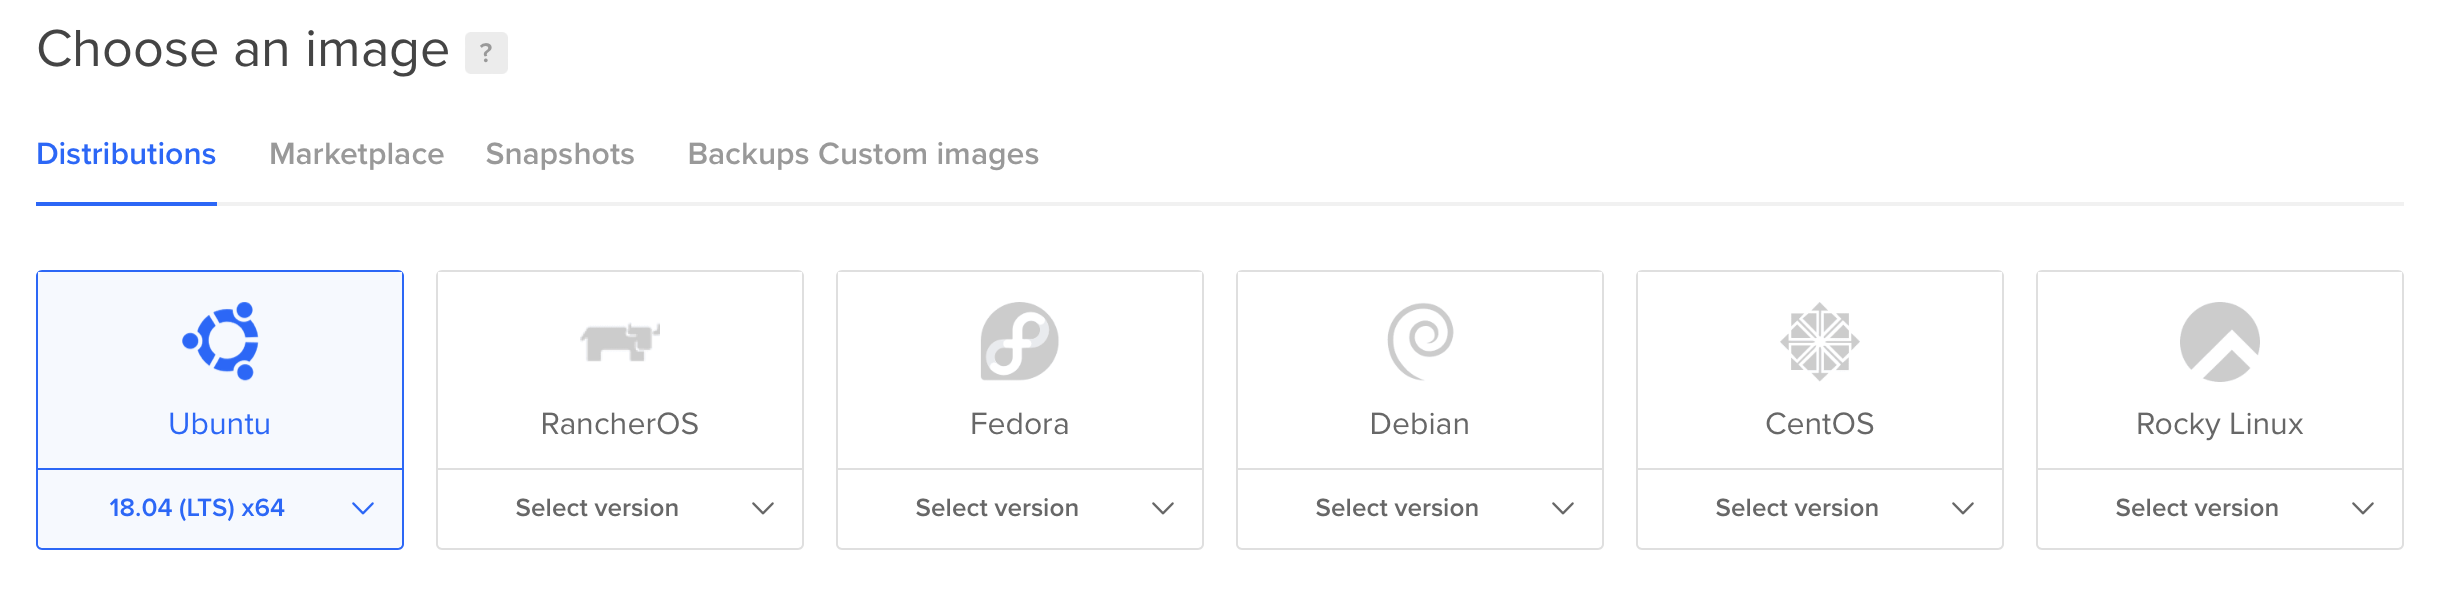 Choose an image ?
Distributions Marketplace Snapshots Backups Custom images
Ubuntu RancherOS Fedora Debian CentOS Rocky Linux
18.04 (LTS) x64 Select version Select version Select version Select version Select version